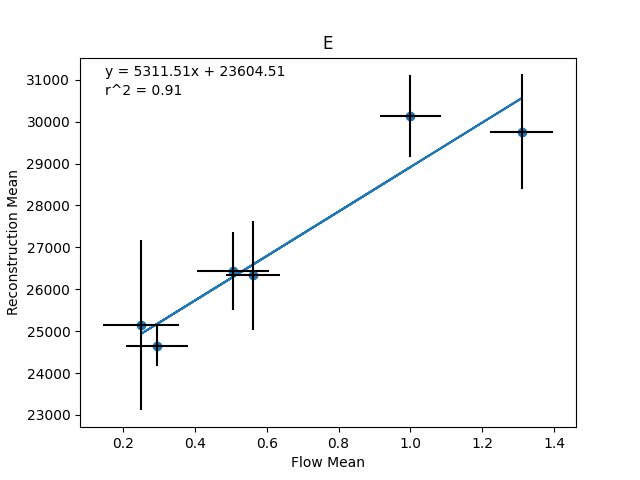 E
y = 5311.51x + 23604.51
r^2 = 0.91
31000
30000
29000
28000
27000
26000
25000
24000
23000
Reconstruction Mean
0.2 0.4 0.6 0.8 1.0 1.2 1.4
Flow Mean